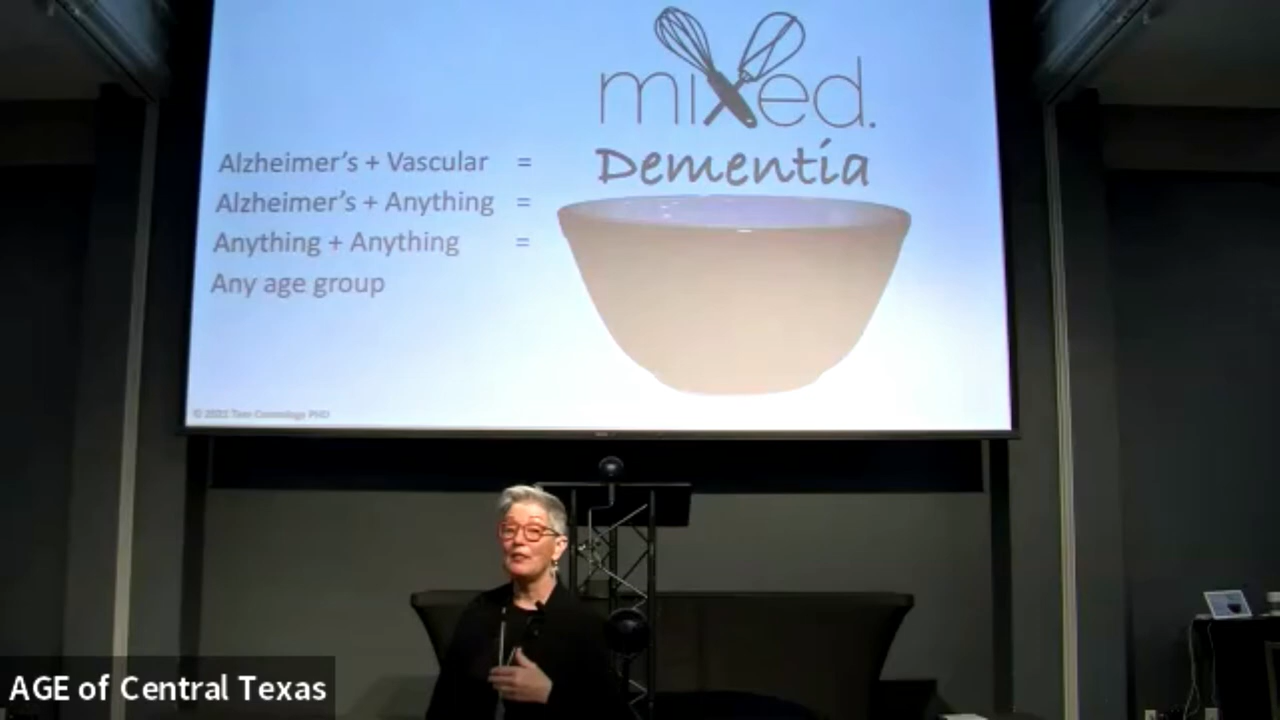 mixed.
Dementia
Alzheimer's + Vascular =
Alzheimer's + Anything =
Anything + Anything =
Any age group
AGE of Central Texas